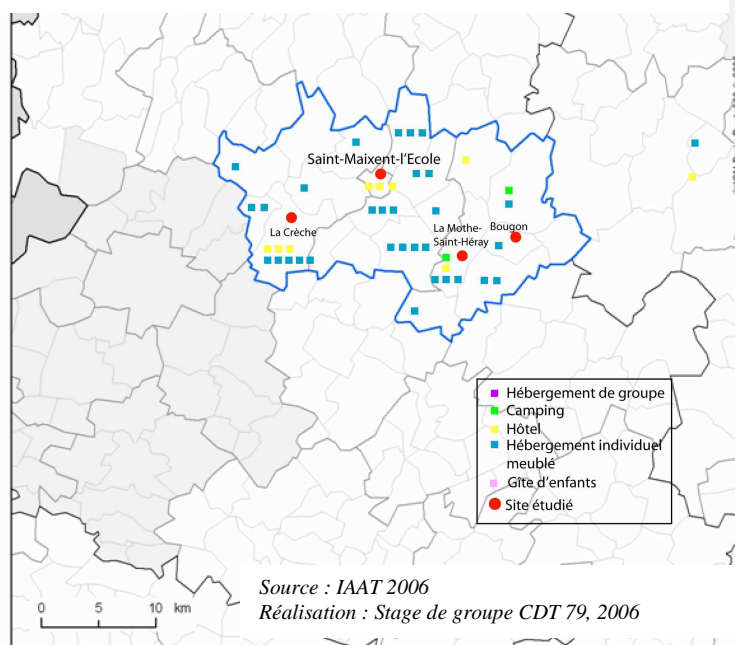 Saint-Maixent-l'Ecole
La Crèche
La Mothe-
Saint-Héray
Bougon
Hébergement de groupe
Camping
Hôtel
Hébergement individuel
meublé
Gîte d'enfants
Site étudié
Source : IAAT 2006
Réalisation : Stage de groupe CDT 79, 2006
0 5 10 km